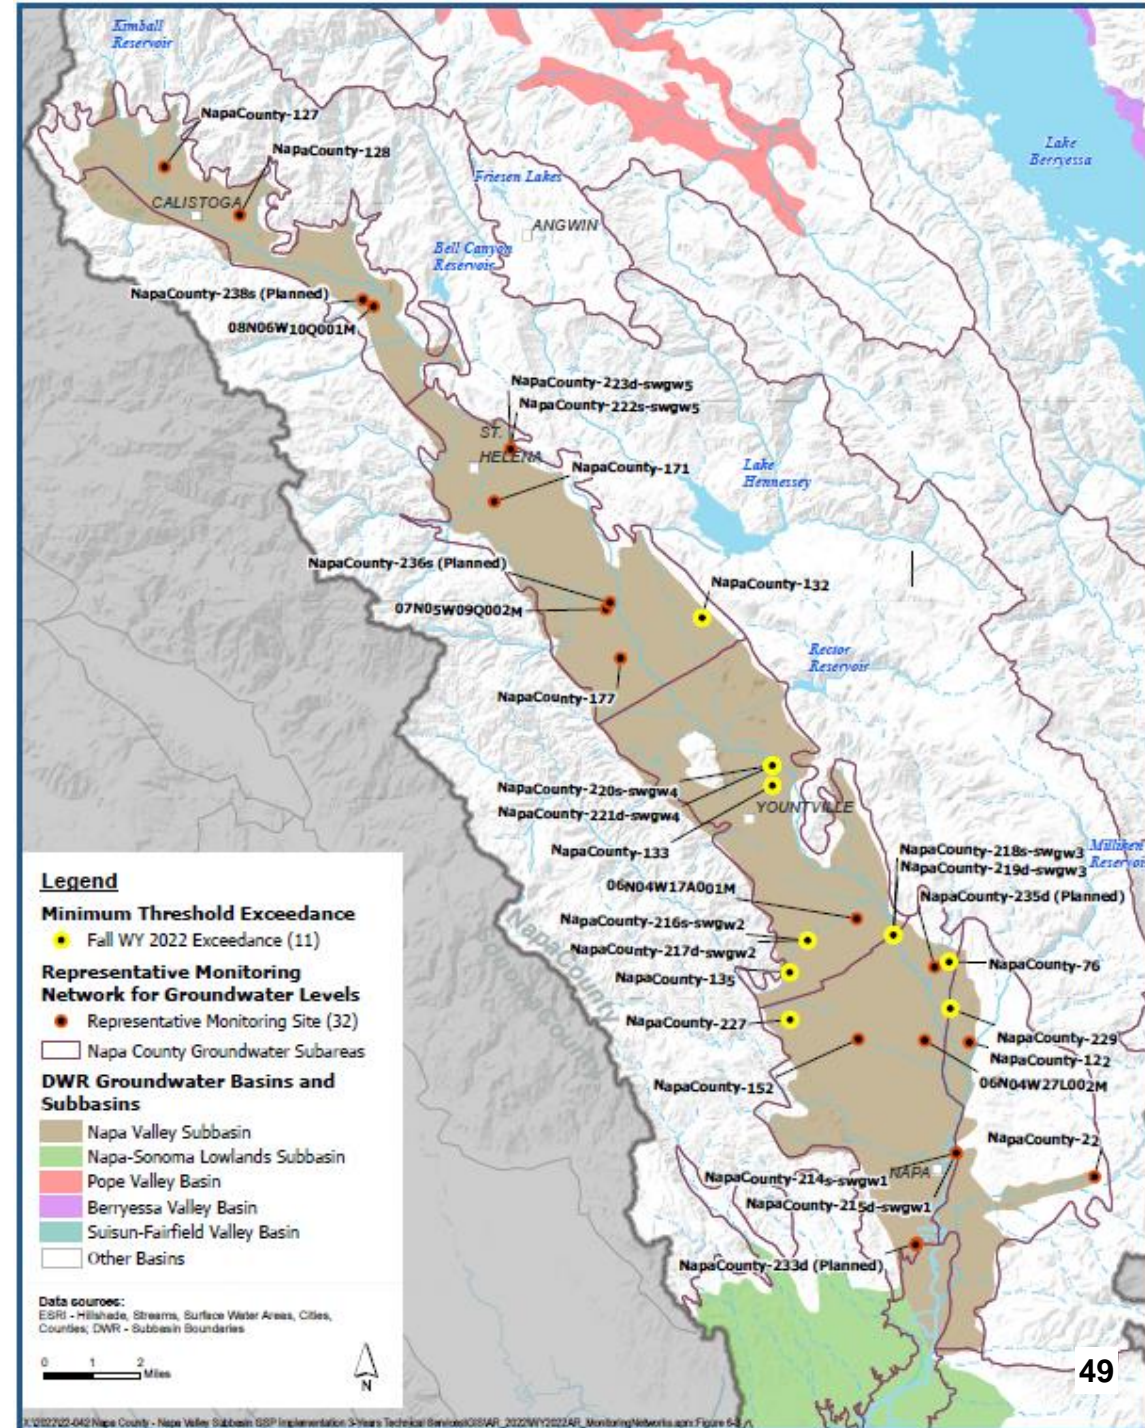 Kimball
Reservoir
NapaCounty-127
NapaCounty-128
CALISTOGA
Friesen Lakes
ANGWIN
Lake
Berryessa
Bell Canyon
Reservoir
NapaCounty-238s (Planned)
08N06W10Q001M
NapaCounty-223d-swgw5
NapaCounty-222s-swgw5
ST.
HELENA
NapaCounty-171
Lake
Hennessey
NapaCounty-236s (Planned)
07N05W09Q002M
NapaCounty-132
Rector
Reservoir
NapaCounty-177
NapaCounty-220s-swgw4
NapaCounty-221d-swgw4
YOUNTVILLE
NapaCounty-133
NapaCounty-218s-swgw3
NapaCounty-219d-swgw3
Milliken
Reservoir
NapaCounty-235d (Planned)
06N04W17A001M
NapaCounty-216s-swgw2
NapaCounty-217d-swgw2
NapaCounty-135
NapaCounty-76
NapaCounty-227
NapaCounty-229
NapaCounty-122
06N04W27L002M
NapaCounty-152
NapaCounty-22
NapaCounty-214s-swgw1
NAPA
NapaCounty-215d-swgw1
NapaCounty-233d (Planned)
Napa County
Sonoma County
Legend
Minimum Threshold Exceedance
Fall WY 2022 Exceedance (11)
Representative Monitoring
Network for Groundwater Levels
Representative Monitoring Site (32)
Napa County Groundwater Subareas
DWR Groundwater Basins and
Subbasins
Napa Valley Subbasin
Napa-Sonoma Lowlands Subbasin
Pope Valley Basin
Berryessa Valley Basin
Suisun-Fairfield Valley Basin
Other Basins
Data sources:
ESRI - Hillshade, Streams, Surface Water Areas, Cities,
Counties; DWR - Subbasin Boundaries
0 1 2
Miles
N
49